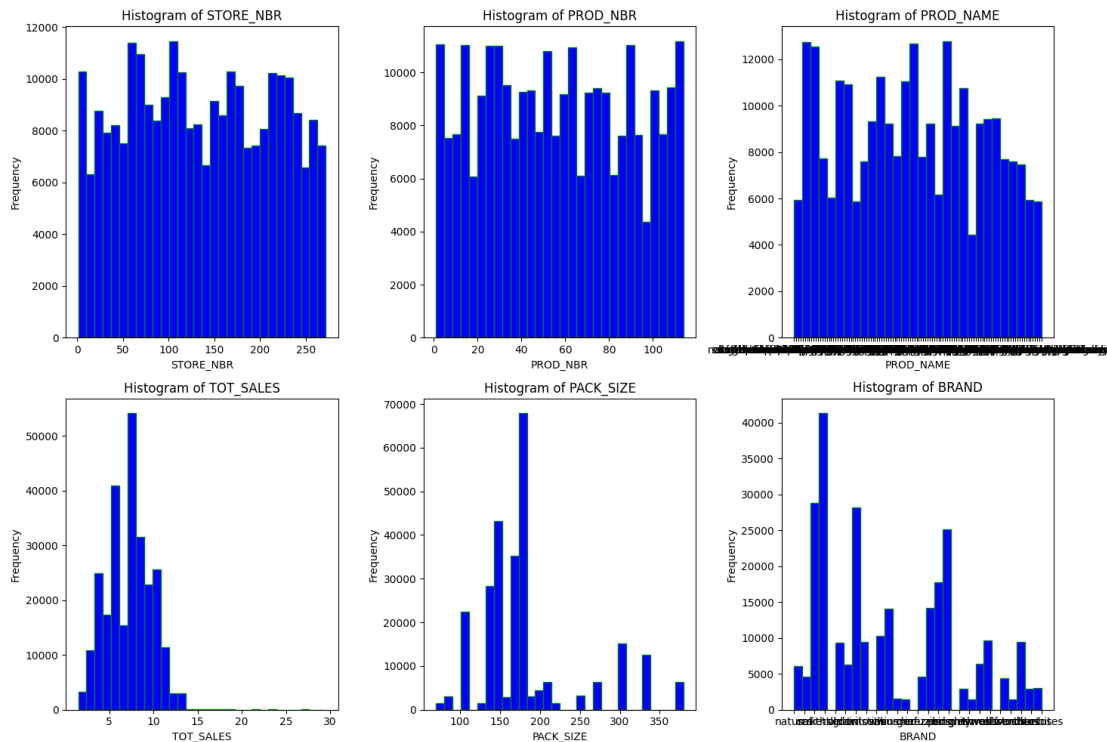 Histogram of STORE_NBR
Histogram of PROD_NBR
Histogram of PROD_NAME
12000
10000
8000
6000
4000
2000
0
Frequency
0 50 100 150 200 250
STORE_NBR
10000
8000
6000
4000
2000
0
Frequency
0 20 40 60 80 100
PROD_NBR
12000
10000
8000
6000
4000
2000
0
Frequency
PROD_NAME
Histogram of TOT_SALES
Histogram of PACK_SIZE
Histogram of BRAND
50000
40000
30000
20000
10000
0
Frequency
5 10 15 20 25 30
TOT_SALES
70000
60000
50000
40000
30000
20000
10000
0
Frequency
100 150 200 250 300 350
PACK_SIZE
40000
35000
30000
25000
20000
15000
10000
5000
0
Frequency
BRAND